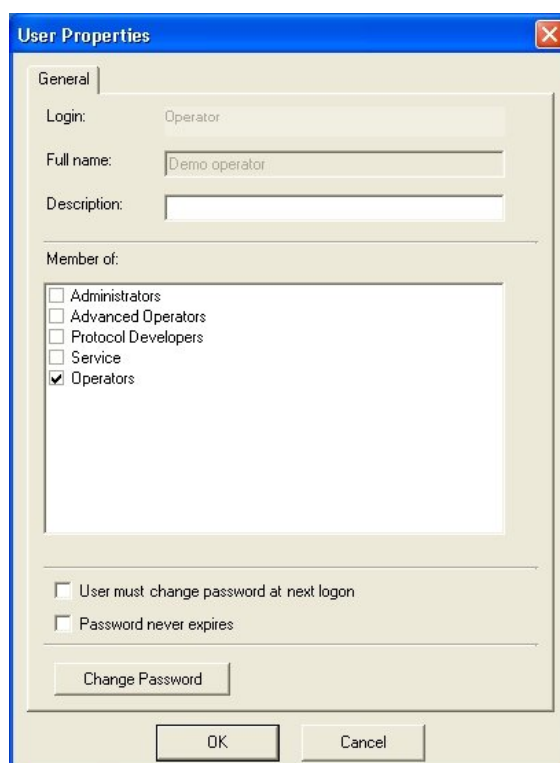 User Properties
General
Login: Operator
Full name: Demo operator
Description:
Member of:
Administrators
Advanced Operators
Protocol Developers
Service
Operators
User must change password at next logon
Password never expires
Change Password
OK Cancel